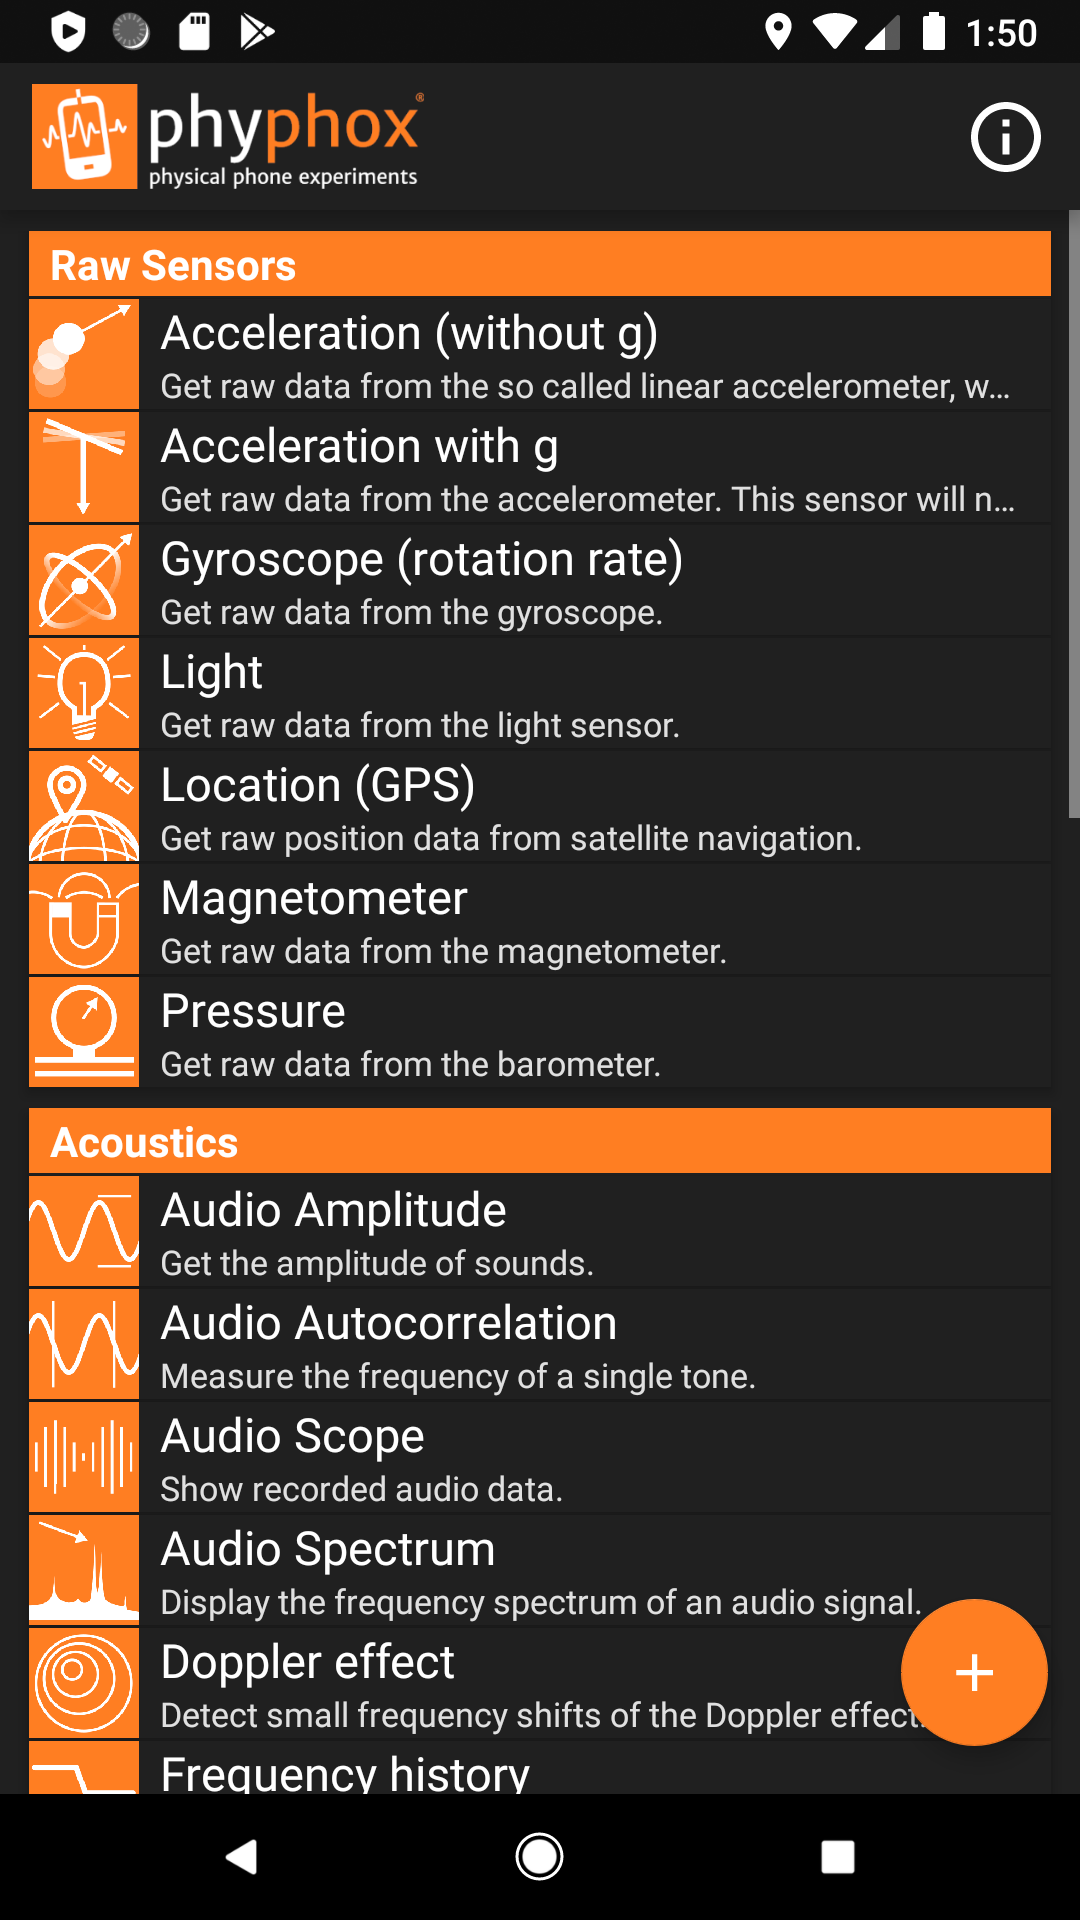 1:50
phyphox®
physical phone experiments
Raw Sensors
Acceleration (without g)
Get raw data from the so called linear accelerometer, w…
Acceleration with g
Get raw data from the accelerometer. This sensor will n…
Gyroscope (rotation rate)
Get raw data from the gyroscope.
Light
Get raw data from the light sensor.
Location (GPS)
Get raw position data from satellite navigation.
Magnetometer
Get raw data from the magnetometer.
Pressure
Get raw data from the barometer.
Acoustics
Audio Amplitude
Get the amplitude of sounds.
Audio Autocorrelation
Measure the frequency of a single tone.
Audio Scope
Show recorded audio data.
Audio Spectrum
Display the frequency spectrum of an audio signal.
Doppler effect
Detect small frequency shifts of the Doppler effect.
Frequency history